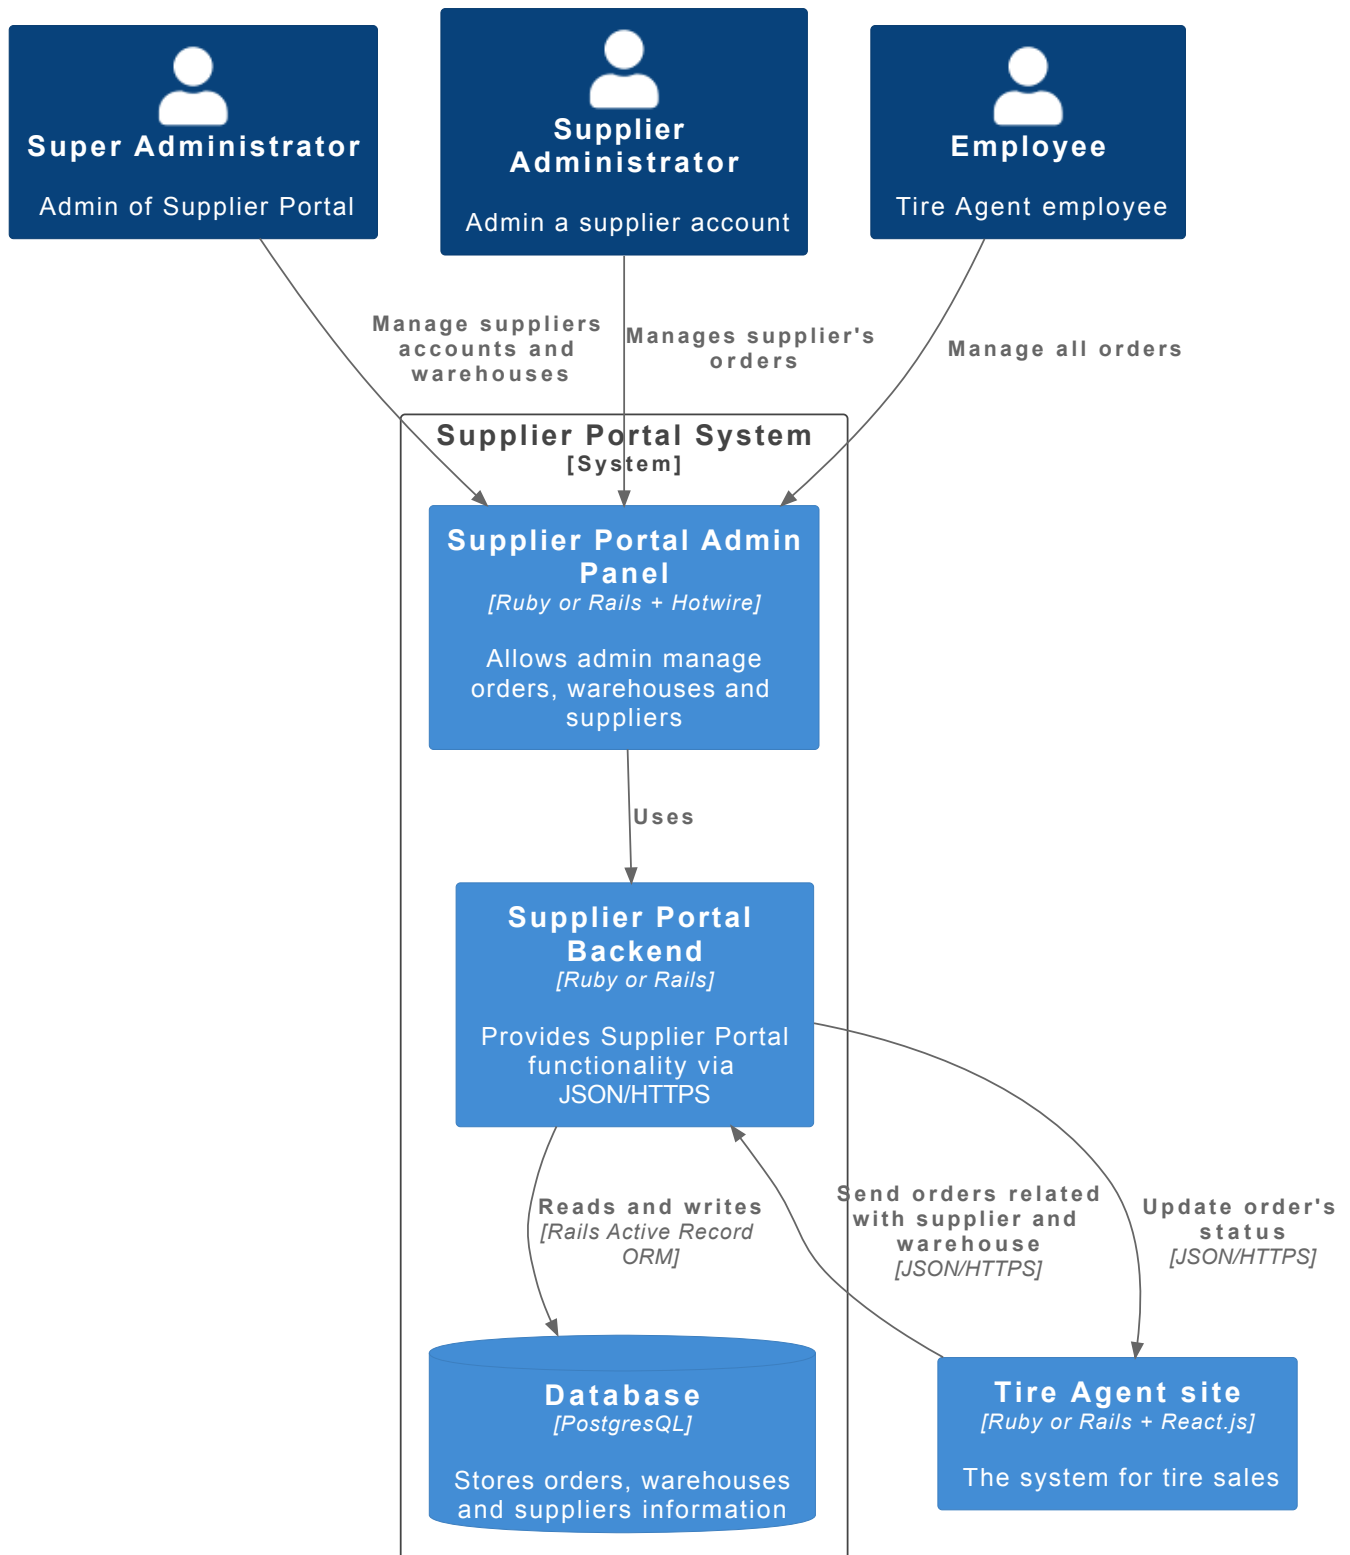 Super Administrator
Admin of Supplier Portal
Supplier
Administrator
Admin a supplier account
Employee
Tire Agent employee
Manage suppliers
accounts and
warehouses
Manages supplier's
orders
Manage all orders
Supplier Portal System
[System]
Supplier Portal Admin
Panel
[Ruby or Rails + Hotwire]
Allows admin manage
orders, warehouses and
suppliers
Uses
Supplier Portal
Backend
[Ruby or Rails]
Provides Supplier Portal
functionality via
JSON/HTTPS
Reads and writes
[Rails Active Record
ORM]
Send orders related
with supplier and
warehouse
[JSON/HTTPS]
Update order's
status
[JSON/HTTPS]
Database
[PostgresQL]
Stores orders, warehouses
and suppliers information
Tire Agent site
[Ruby or Rails + React.js]
The system for tire sales